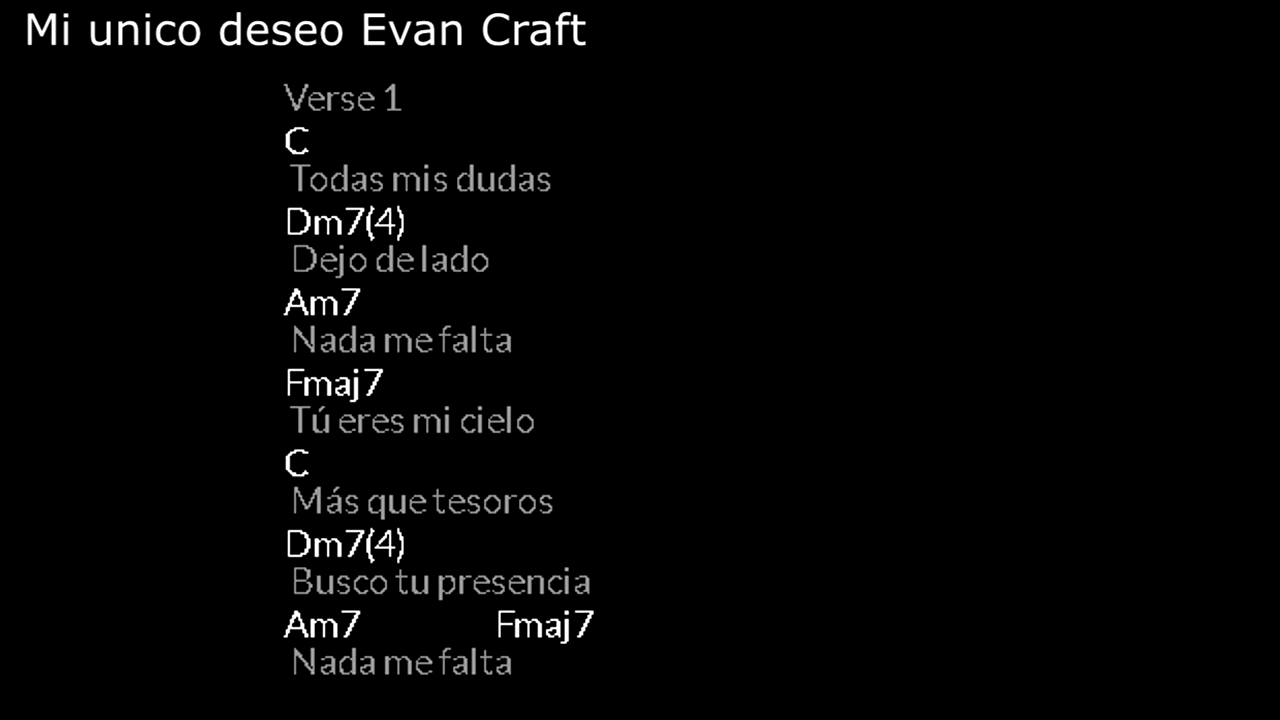 Mi unico deseo Evan Craft
Verse 1
C
Todas mis dudas
Dm7(4)
Dejo de lado
Am7
Nada me falta
Fmaj7
Tú eres mi cielo
C
Más que tesoros
Dm7(4)
Busco tu presencia
Am7 Fmaj7
Nada me falta